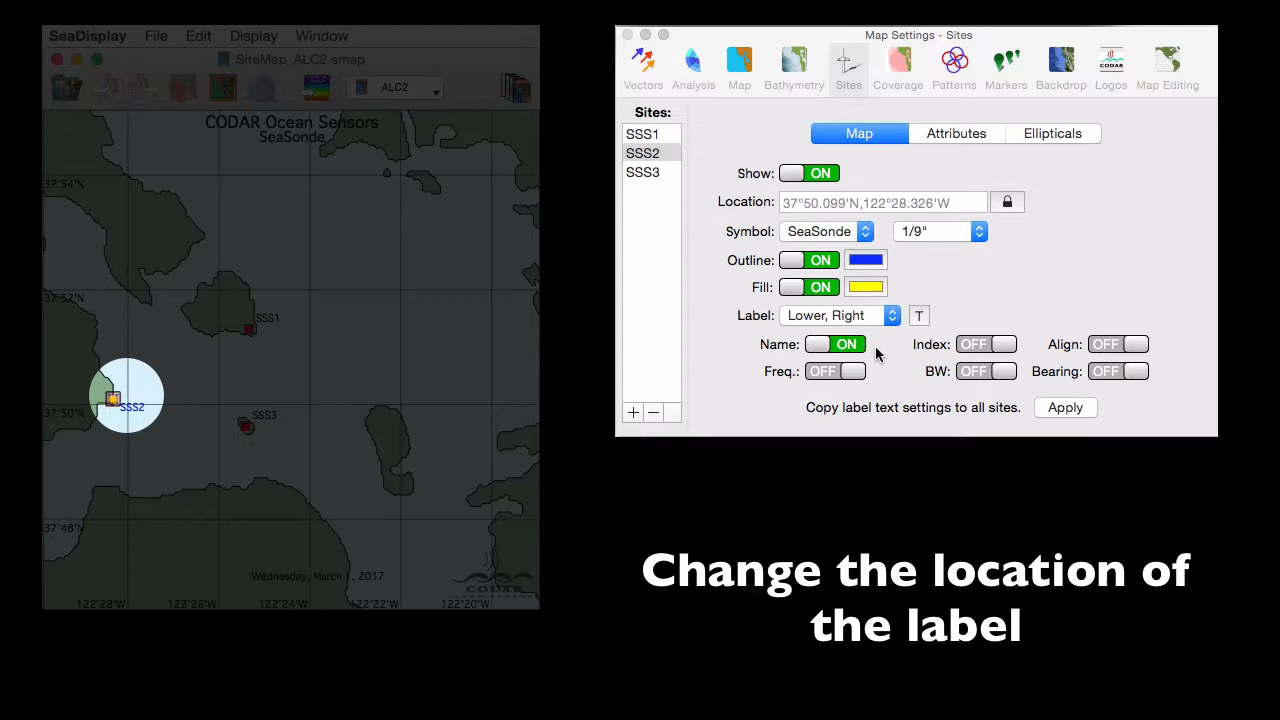 SeaDisplay File Edit Display Window
SiteMap_ALC2.smap
ALC2
CODAR Ocean Sensors
SeaSonde
37°54'N
37°52'N
SSS1
SSS2
SSS3
37°50'N
37°48'N
Wednesday, March 1, 2017
CODAR
122°28'W 122°26'W 122°24'W 122°22'W 122°20'W
Map Settings - Sites
Vectors Analysis Map Bathymetry Sites Coverage Patterns Markers Backdrop Logos Map Editing
Sites:
SSS1
SSS2
SSS3
Map Attributes Ellipticals
Show: ON
Location: 37°50.099'N,122°28.326'W
Symbol: SeaSonde 1/9"
Outline: ON
Fill: ON
Label: Lower, Right T
Name: ON Index: OFF Align: OFF
Freq.: OFF BW: OFF Bearing: OFF
Copy label text settings to all sites. Apply
Change the location of
the label